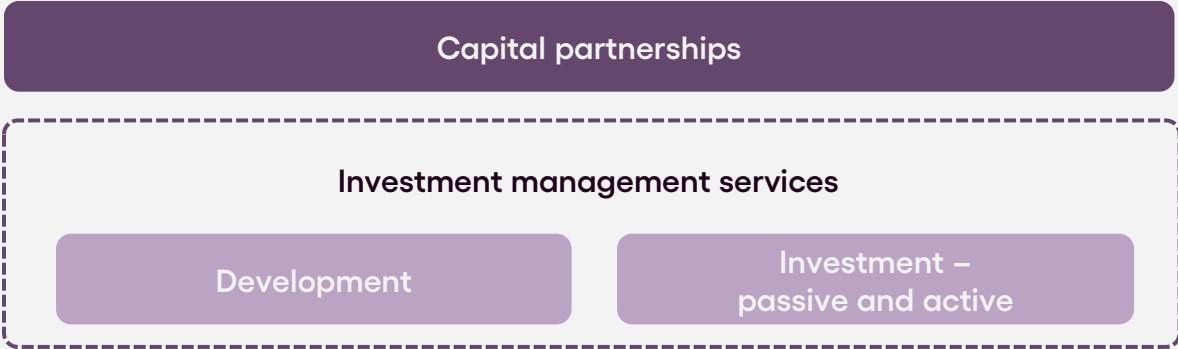 Capital partnerships
Investment management services
Development
Investment –
passive and active